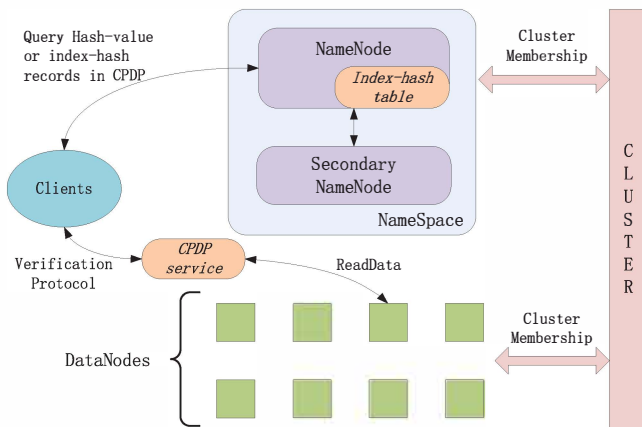 Query Hash-value
or index-hash
records in CPDP
NameNode
Index-hash
table
Secondary
NameNode
NameSpace
Cluster
Membership
Clients
CPDP
service
Verification
Protocol
ReadData
DataNodes
Cluster
Membership
C
L
U
S
T
E
R